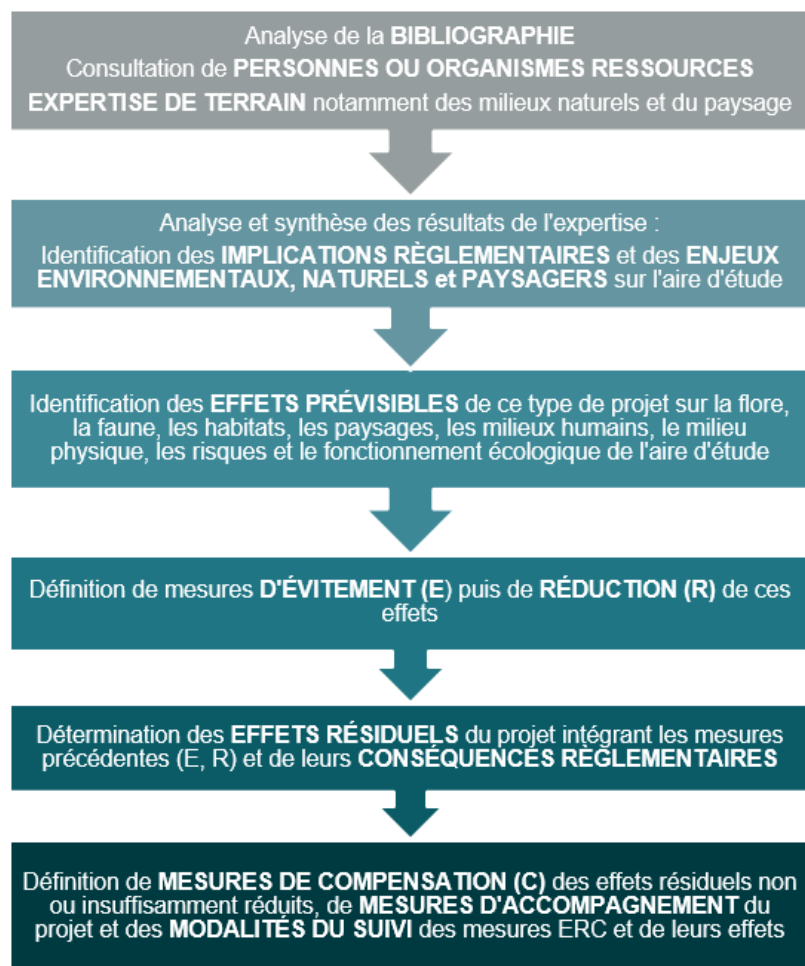 Analyse de la BIBLIOGRAPHIE
Consultation de PERSONNES OU ORGANISMES RESSOURCES
EXPERTISE DE TERRAIN notamment des milieux naturels et du paysage
Analyse et synthèse des résultats de l'expertise :
Identification des IMPLICATIONS RÈGLEMENTAIRES et des ENJEUX
ENVIRONNEMENTAUX, NATURELS et PAYSAGERS sur l'aire d'étude
Identification des EFFETS PRÉVISIBLES de ce type de projet sur la flore,
la faune, les habitats, les paysages, les milieux humains, le milieu
physique, les risques et le fonctionnement écologique de l'aire d'étude
Définition de mesures D'ÉVITEMENT (E) puis de RÉDUCTION (R) de ces
effets
Détermination des EFFETS RÉSIDUELS du projet intégrant les mesures
précédentes (E, R) et de leurs CONSÉQUENCES RÈGLEMENTAIRES
Définition de MESURES DE COMPENSATION (C) des effets résiduels non
ou insuffisamment réduits, de MESURES D'ACCOMPAGNEMENT du
projet et des MODALITÉS DU SUIVI des mesures ERC et de leurs effets